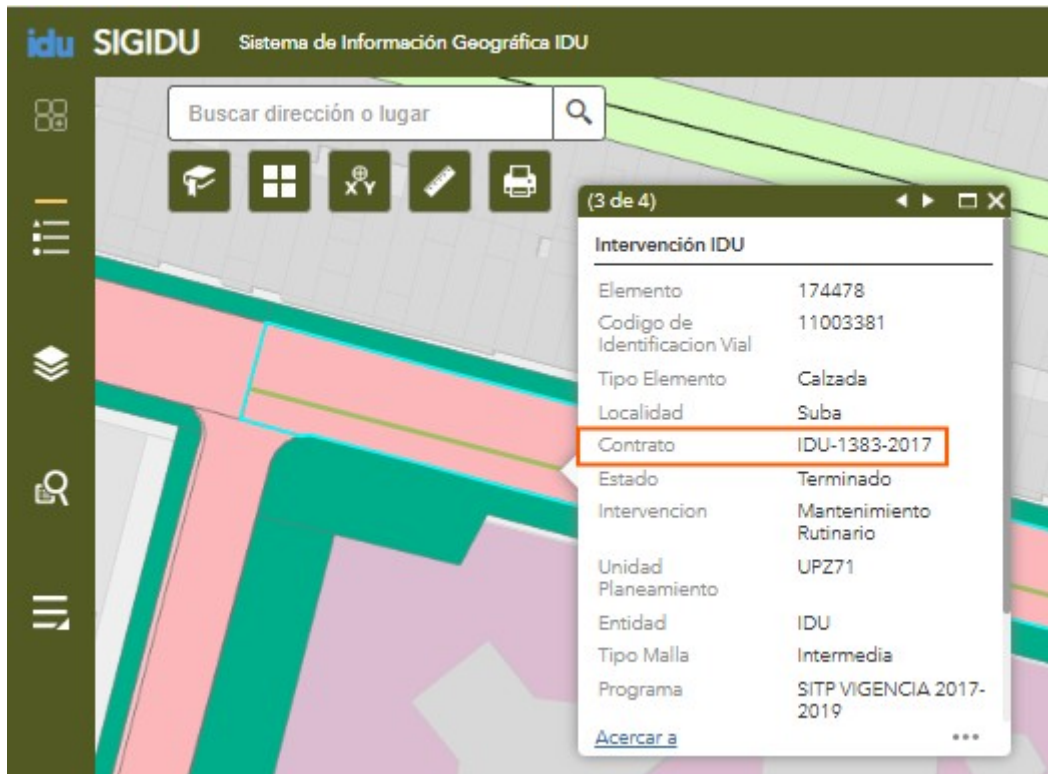 idu SIGIDU Sistema de Información Geográfica IDU
Buscar dirección o lugar
X Y
(3 de 4)
Intervención IDU
Elemento 174478
Codigo de 11003381
Identificacion Vial
Tipo Elemento Calzada
Localidad Suba
Contrato IDU-1383-2017
Estado Terminado
Intervencion Mantenimiento
Rutinario
Unidad UPZ71
Planeamiento
Entidad IDU
Tipo Malla Intermedia
Programa SITP VIGENCIA 2017-
2019
Acercar a